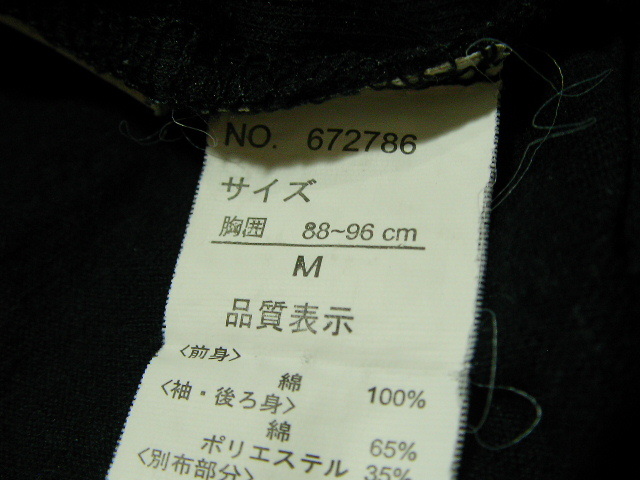 NO. 672786
サイズ
胸囲 88~96 cm
M
品質表示
<前身>
綿 100%
<袖・後ろ身>
綿 65%
ポリエステル 35%
<別布部分>